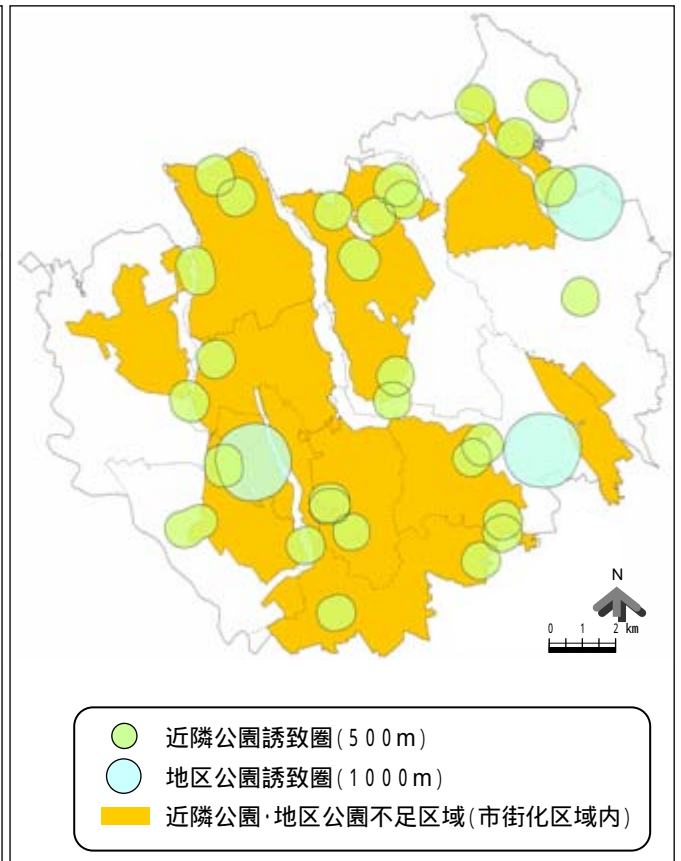 N
0 1 2 km
近隣公園誘致圏(500m)
地区公園誘致圏(1000m)
近隣公園・地区公園不足区域(市街化区域内)